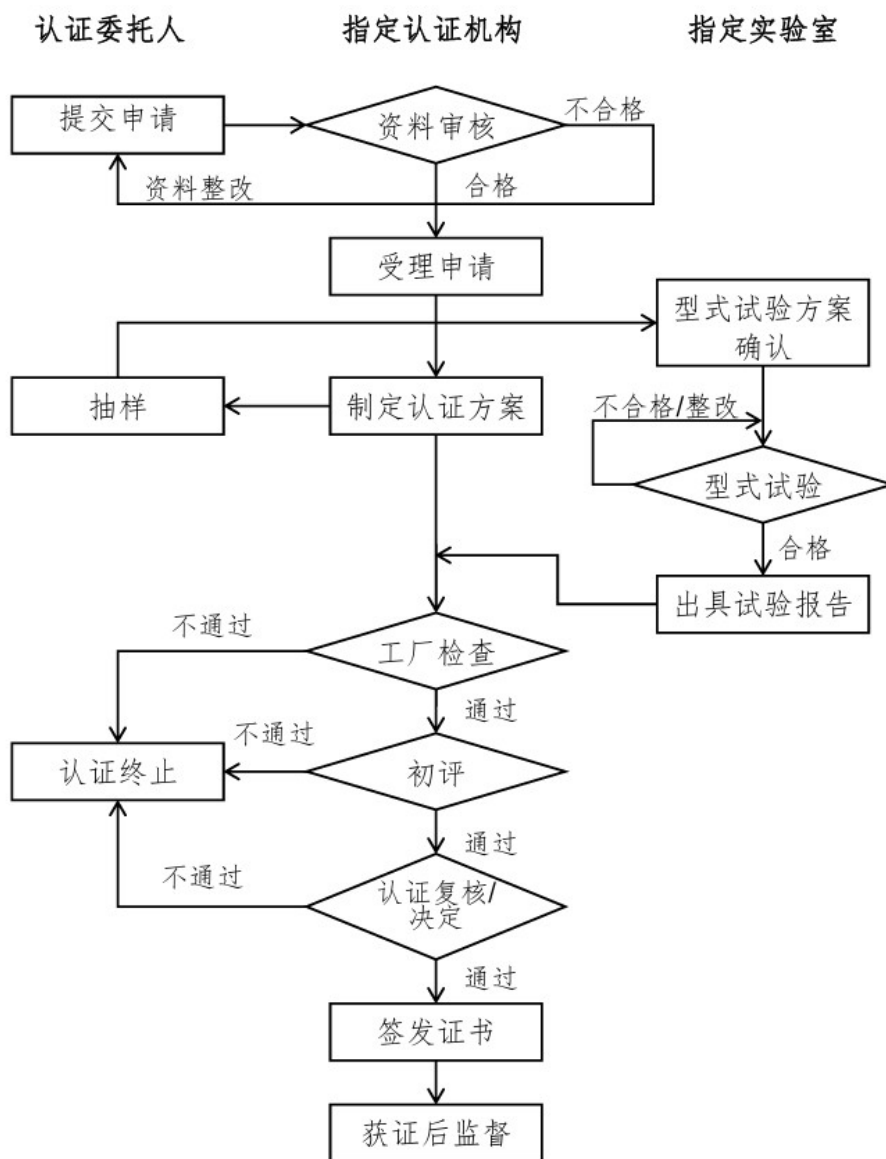 认证委托人
指定认证机构
指定实验室
提交申请
资料审核
不合格
资料整改
合格
受理申请
型式试验方案
确认
抽样
制定认证方案
不合格/整改
型式试验
合格
出具试验报告
不通过
工厂检查
通过
认证终止
不通过
初评
通过
不通过
认证复核/
决定
通过
签发证书
获证后监督